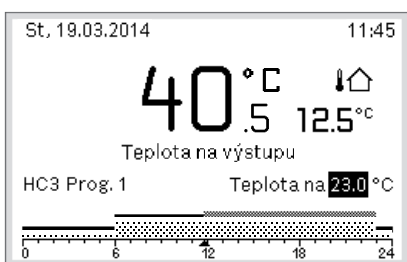 St, 19.03.2014 11:45
40.5 °C 12.5°C
Teplota na výstupu
HC3 Prog. 1 Teplota na 23.0 °C
0 6 12 18 24